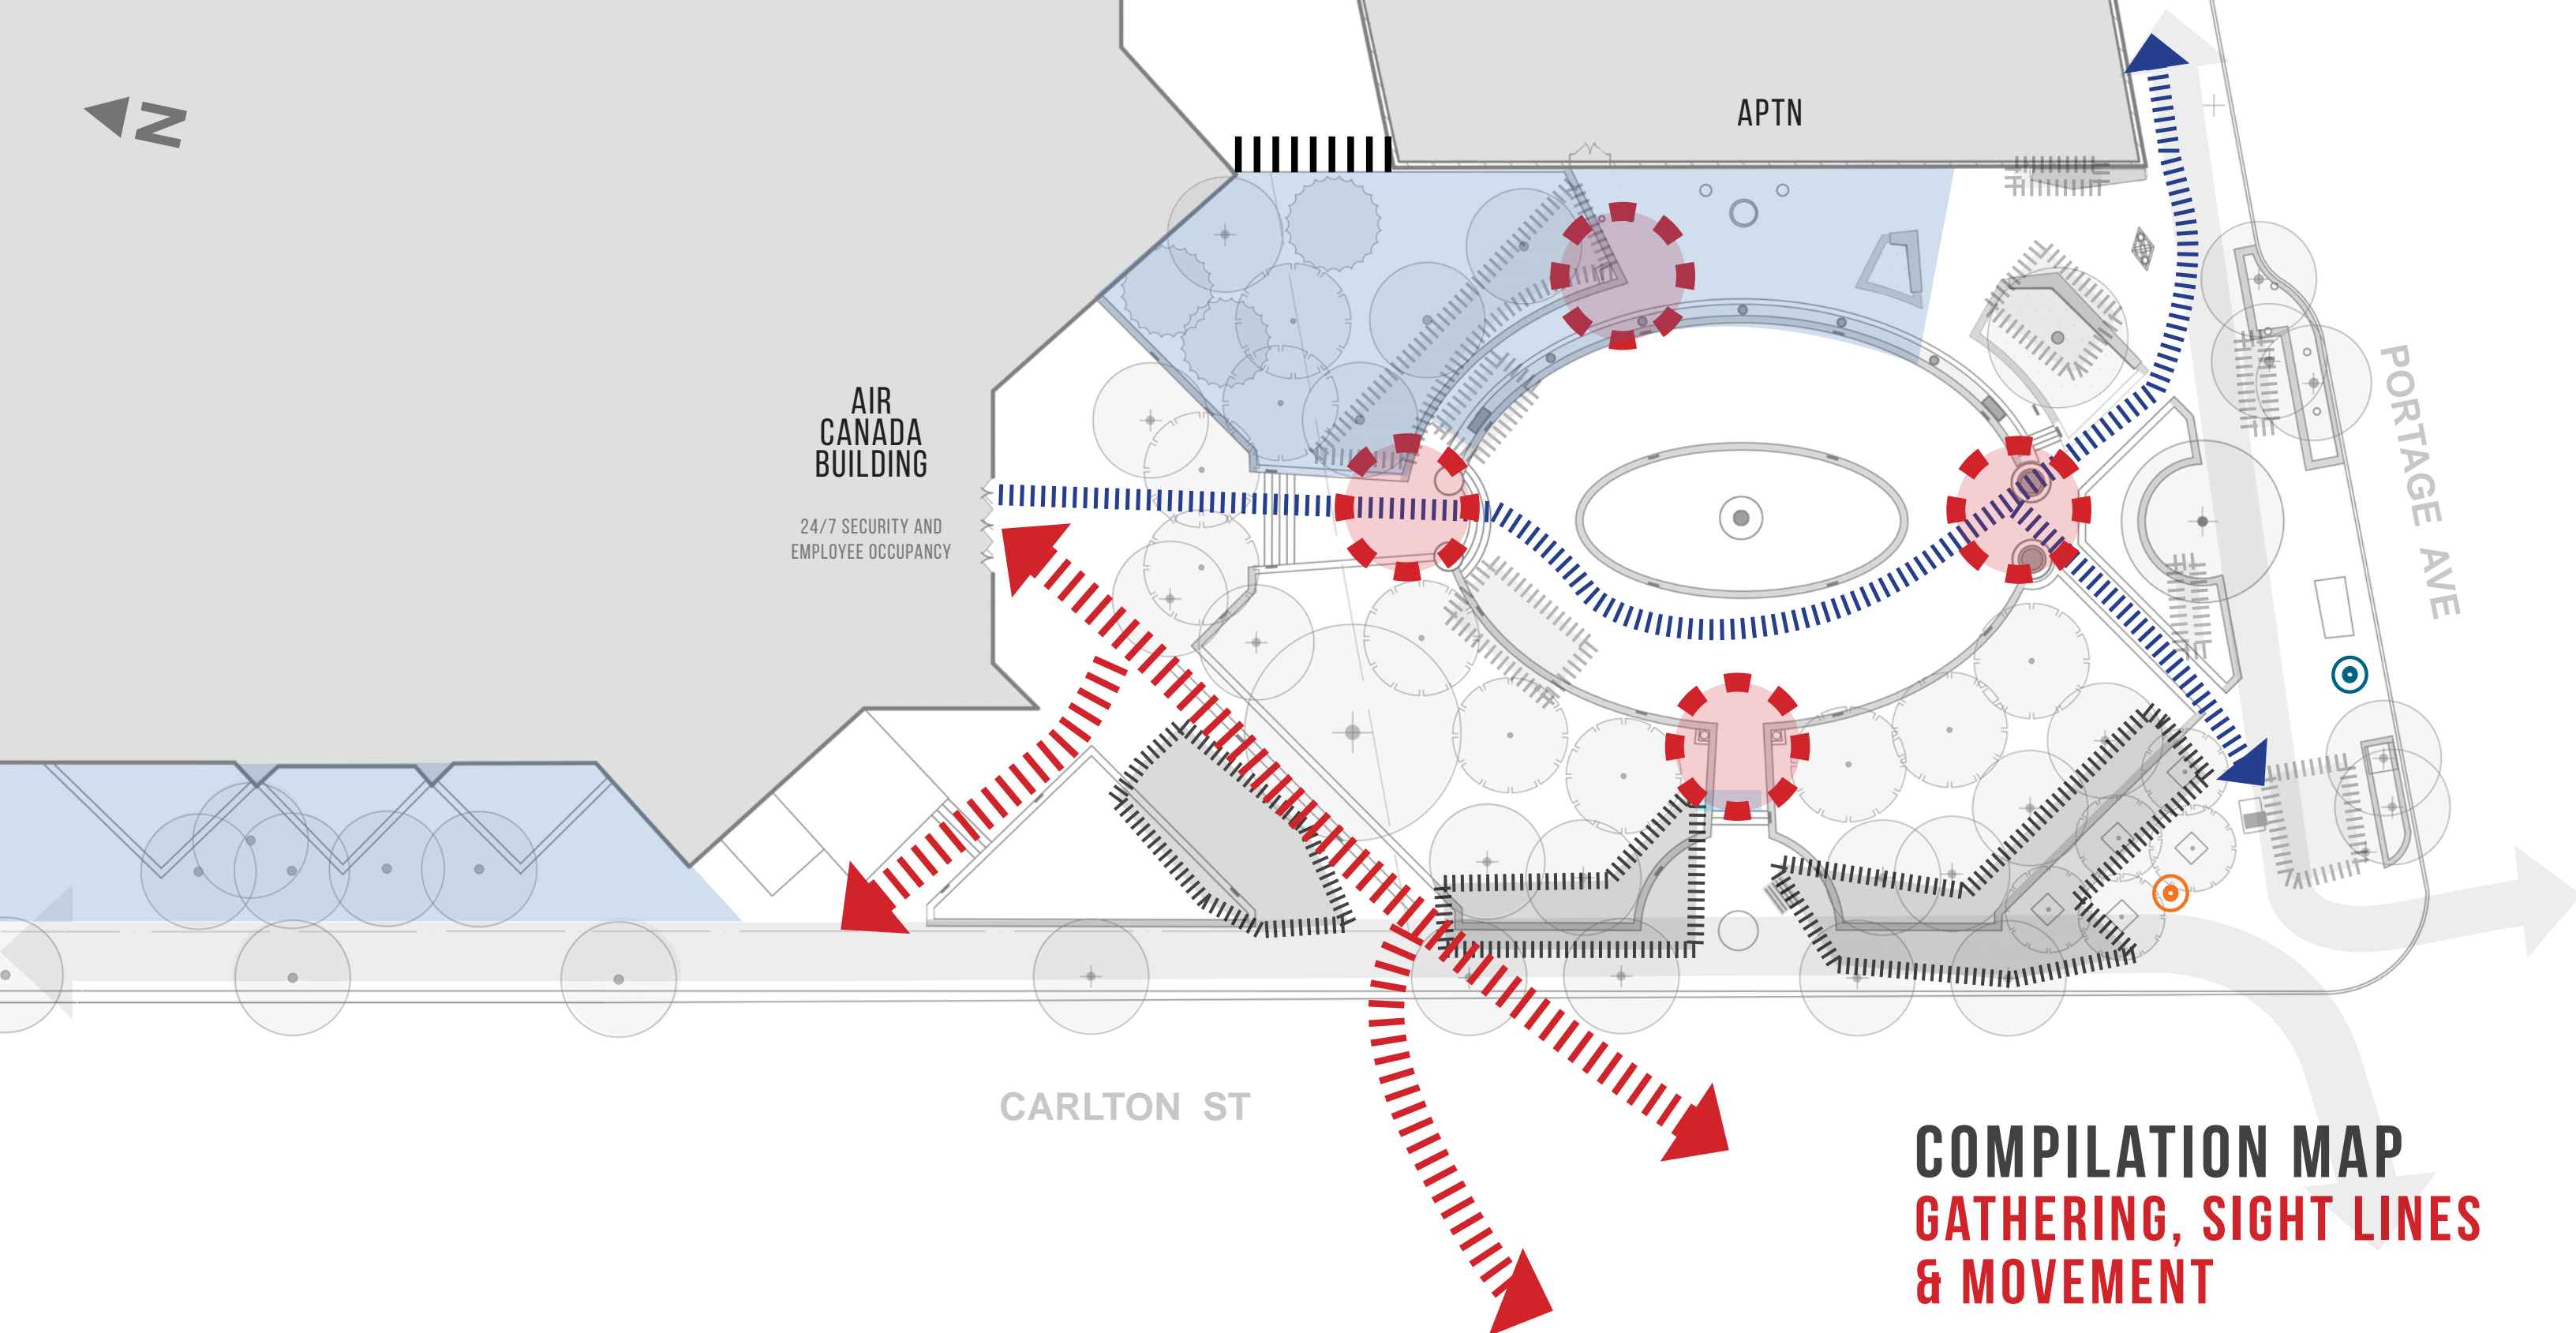 N
APTN
AIR
CANADA
BUILDING
24/7 SECURITY AND
EMPLOYEE OCCUPANCY
PORTAGE AVE
CARLTON ST
COMPILATION MAP
GATHERING, SIGHT LINES
& MOVEMENT